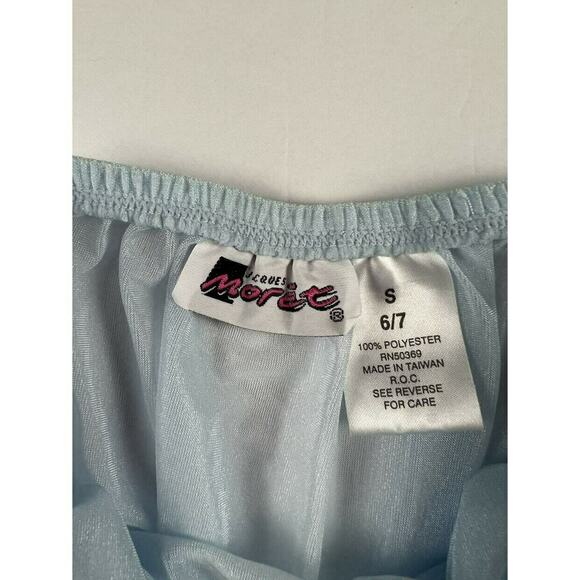 JACQUES
Moret
®
S
6/7
100% POLYESTER
RN50369
MADE IN TAIWAN
R.O.C.
SEE REVERSE
FOR CARE